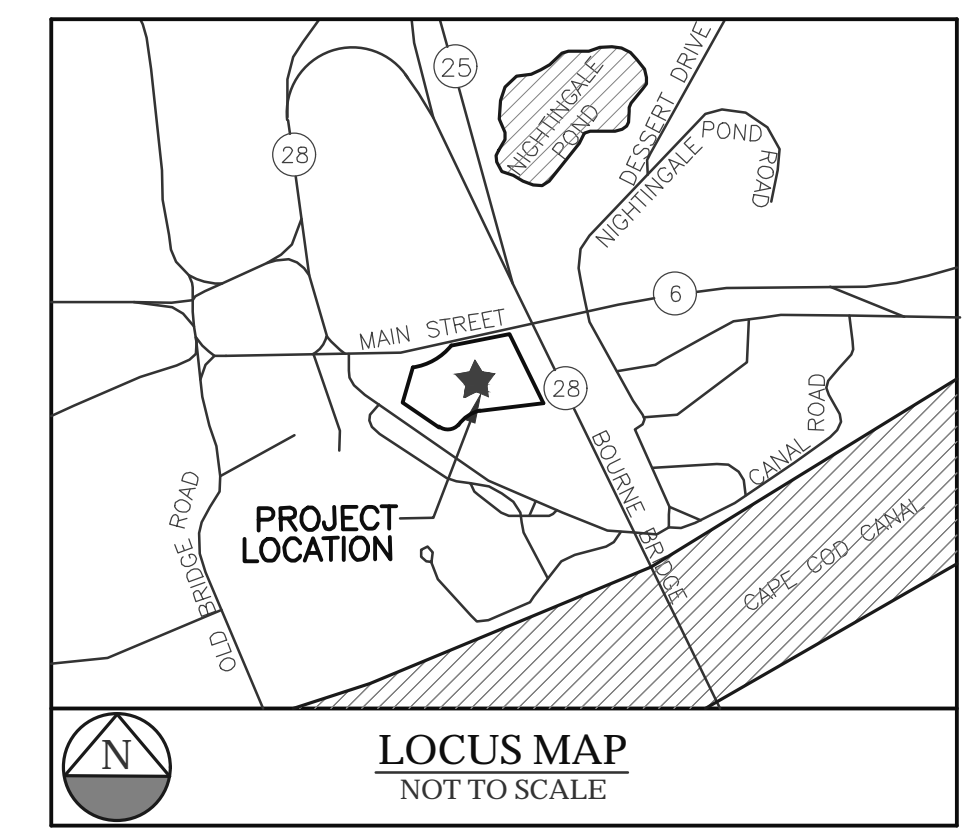 25
28
NIGHTINGALE
POND
DESSERT DRIVE
NIGHTINGALE POND ROAD
6
MAIN STREET
28
CANAL ROAD
BOURNE BRIDGE
OLD BRIDGE ROAD
PROJECT
LOCATION
CAPE COD CANAL
N
LOCUS MAP
NOT TO SCALE